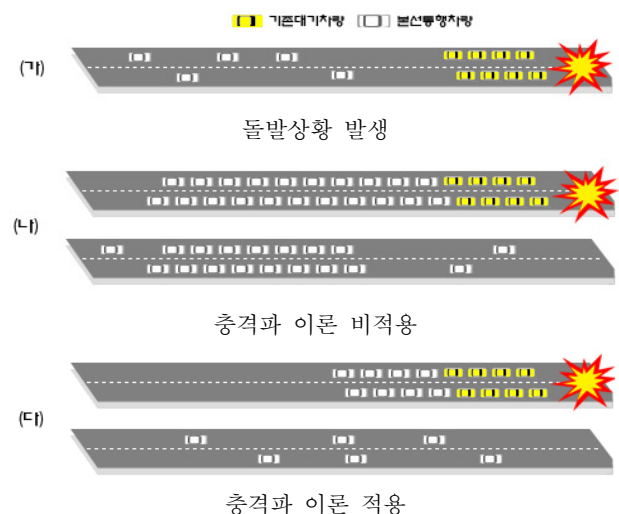 기존대기차량 본선통행차량
(가)
돌발상황 발생
(나)
충격파 이론 비적용
(다)
충격파 이론 적용